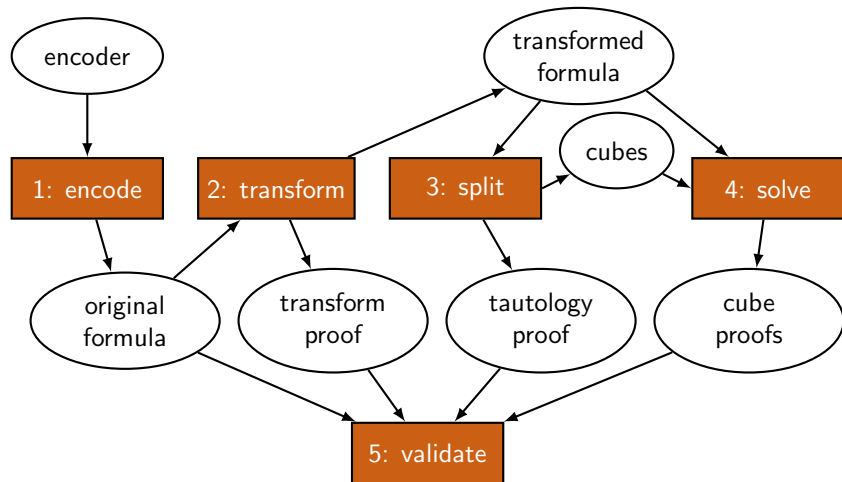 encoder
transformed
formula
cubes
1: encode
2: transform
3: split
4: solve
original
formula
transform
proof
tautology
proof
cube
proofs
5: validate